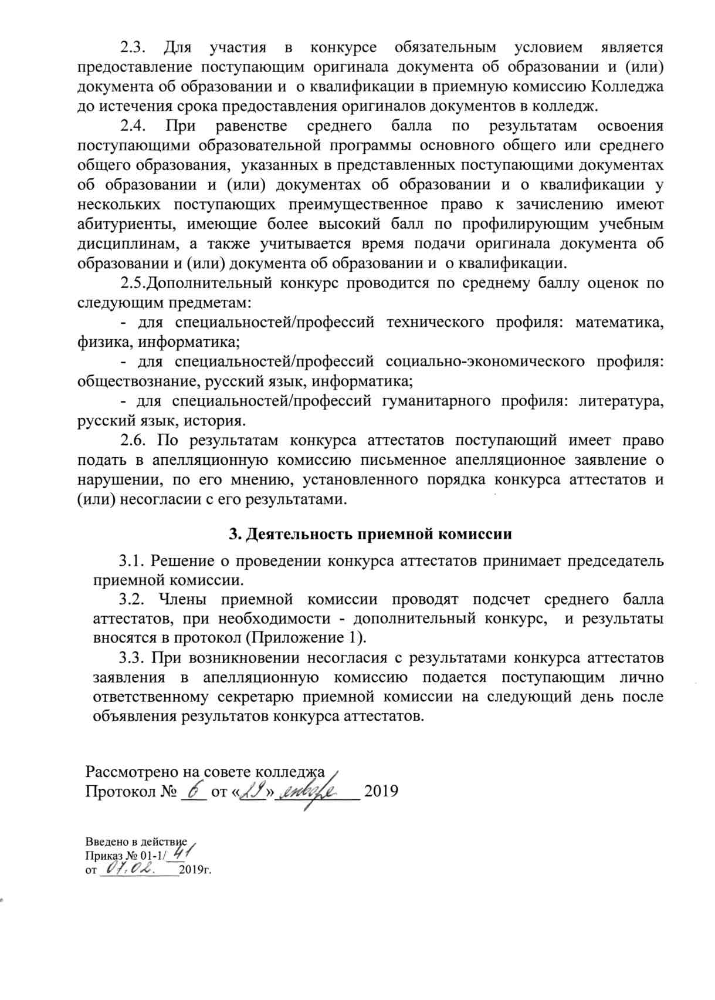 2.3. Для участия в конкурсе обязательным условием является
предоставление поступающим оригинала документа об образовании и (или)
документа об образовании и о квалификации в приемную комиссию Колледжа
до истечения срока предоставления оригиналов документов в колледж.
2.4. При равенстве среднего балла по результатам освоения
поступающими образовательной программы основного общего или среднего
общего образования, указанных в представленных поступающими документах
об образовании и (или) документах об образовании и о квалификации у
нескольких поступающих преимущественное право к зачислению имеют
абитуриенты, имеющие более высокий балл по профилирующим учебным
дисциплинам, а также учитывается время подачи оригинала документа об
образовании и (или) документа об образовании и о квалификации.
2.5.Дополнительный конкурс проводится по среднему баллу оценок по
следующим предметам:
- для специальностей/профессий технического профиля: математика,
физика, информатика;
- для специальностей/профессий социально-экономического профиля:
обществознание, русский язык, информатика;
- для специальностей/профессий гуманитарного профиля: литература,
русский язык, история.
2.6. По результатам конкурса аттестатов поступающий имеет право
подать в апелляционную комиссию письменное апелляционное заявление о
нарушении, по его мнению, установленного порядка конкурса аттестатов и
(или) несогласии с его результатами.
3. Деятельность приемной комиссии
3.1. Решение о проведении конкурса аттестатов принимает председатель
приемной комиссии.
3.2. Члены приемной комиссии проводят подсчет среднего балла
аттестатов, при необходимости - дополнительный конкурс, и результаты
вносятся в протокол (Приложение 1).
3.3. При возникновении несогласия с результатами конкурса аттестатов
заявления в апелляционную комиссию подается поступающим лично
ответственному секретарю приемной комиссии на следующий день после
объявления результатов конкурса аттестатов.
Рассмотрено на совете колледжа
Протокол № 6 от «29» января 2019
Введено в действие
Приказ № 01-1/41
от 07.02. 2019г.